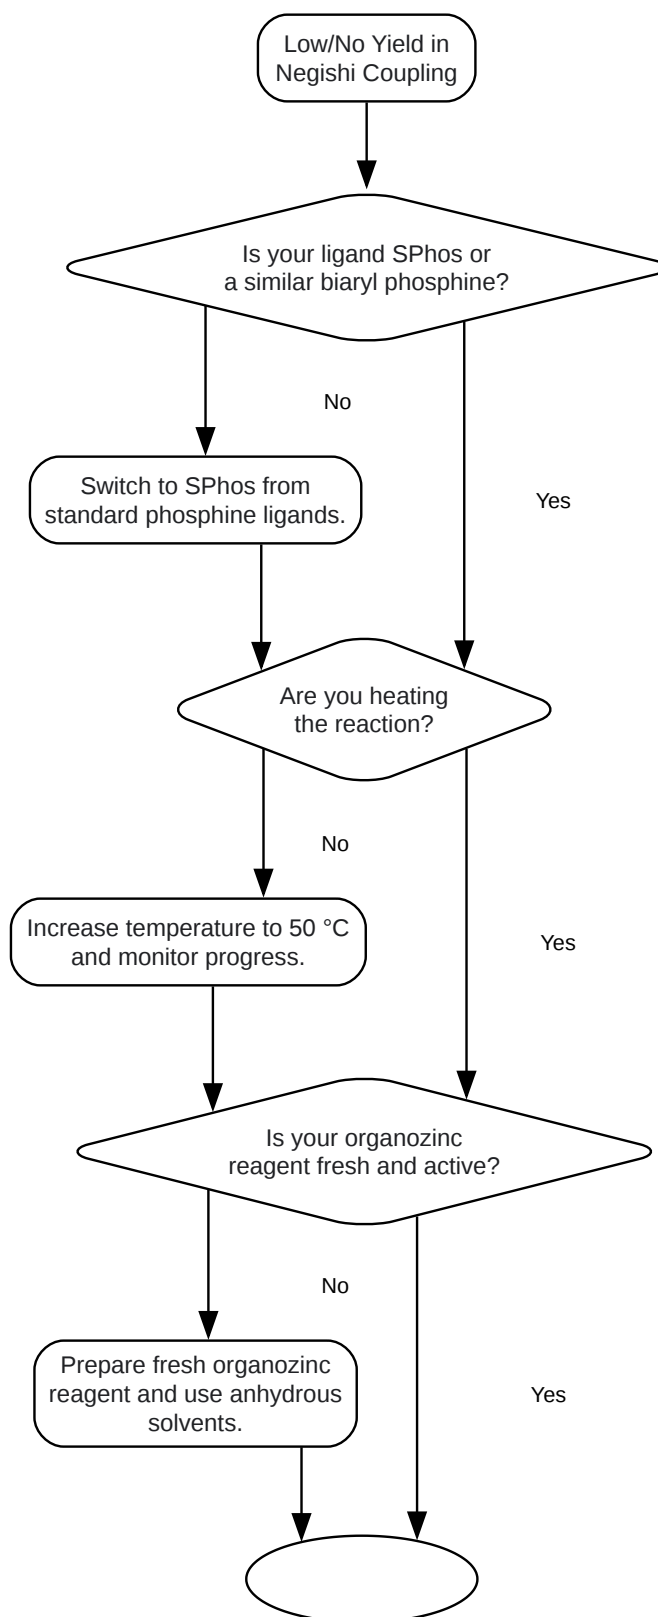 Low/No Yield in
Negishi Coupling
Is your ligand SPhos or
a similar biaryl phosphine?
No
Switch to SPhos from
standard phosphine ligands.
Yes
Are you heating
the reaction?
No
Increase temperature to 50 °C
and monitor progress.
Yes
Is your organozinc
reagent fresh and active?
No
Prepare fresh organozinc
reagent and use anhydrous
solvents.
Yes